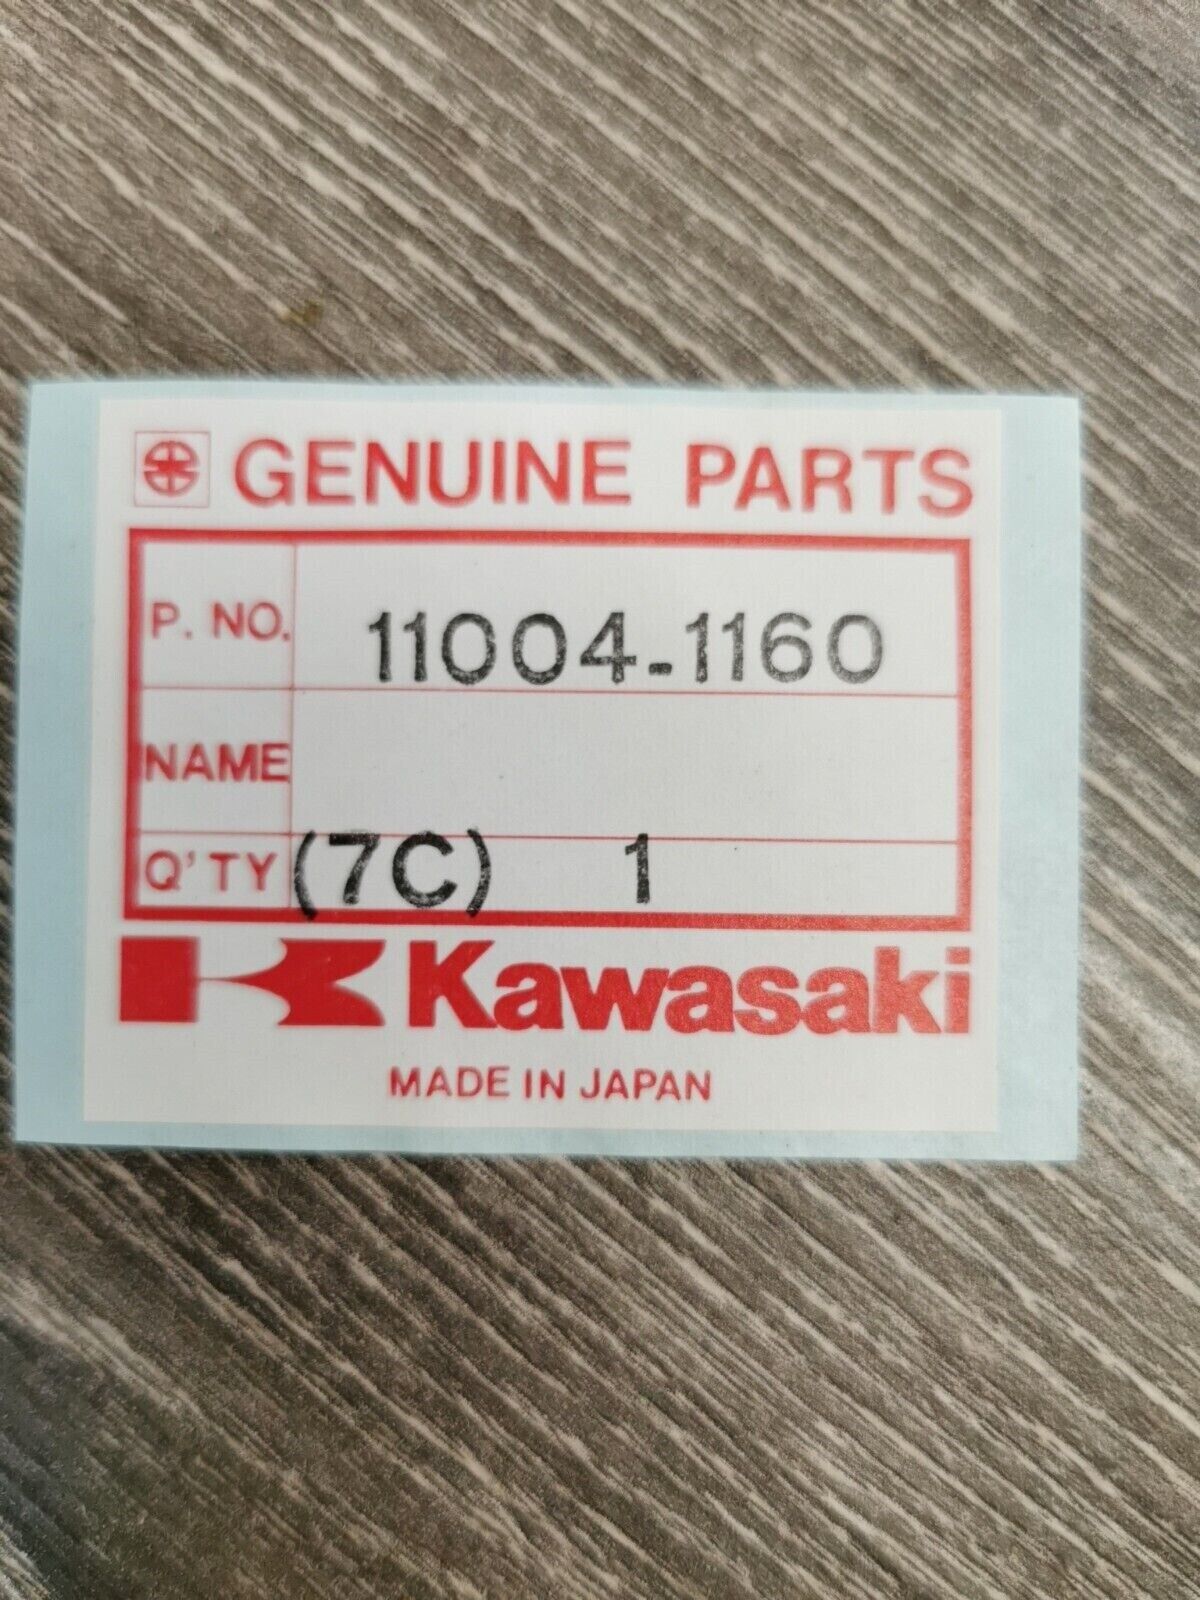 GENUINE PARTS
P. NO. 11004-1160
NAME
Q'TY (7C) 1
Kawasaki
MADE IN JAPAN